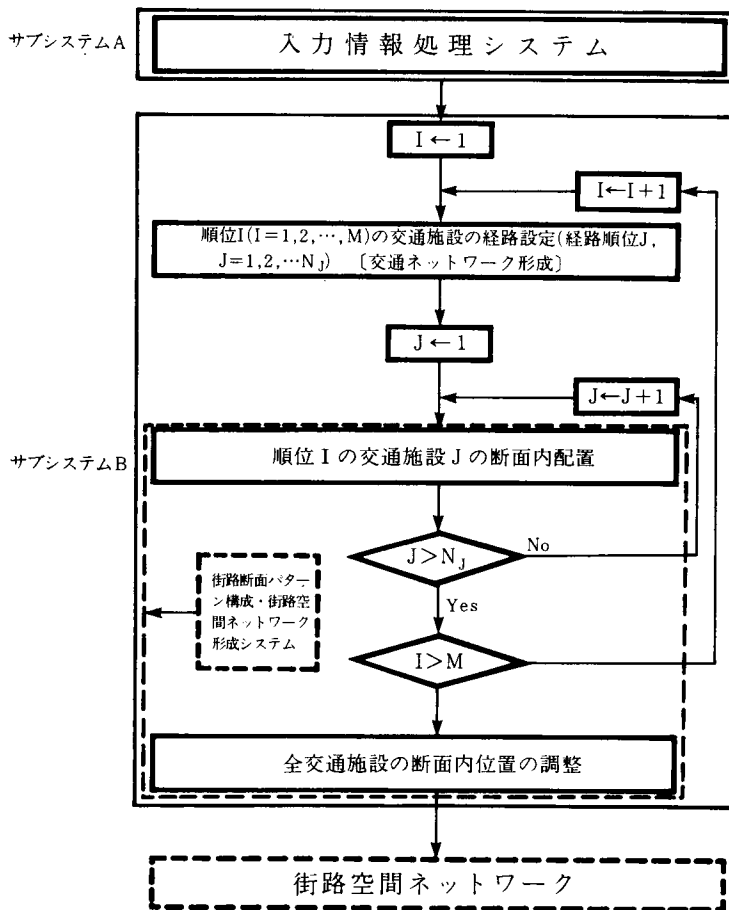 サブシステムA
入力情報処理システム
I←1
I←I+1
順位I(I=1,2,…,M)の交通施設の経路設定(経路順位J,
J=1,2,…NJ) 〔交通ネットワーク形成〕
J←1
J←J+1
サブシステムB
順位Iの交通施設Jの断面内配置
J>NJ
No
街路断面パター
ン構成・街路空
間ネットワーク
形成システム
Yes
I>M
全交通施設の断面内位置の調整
街路空間ネットワーク